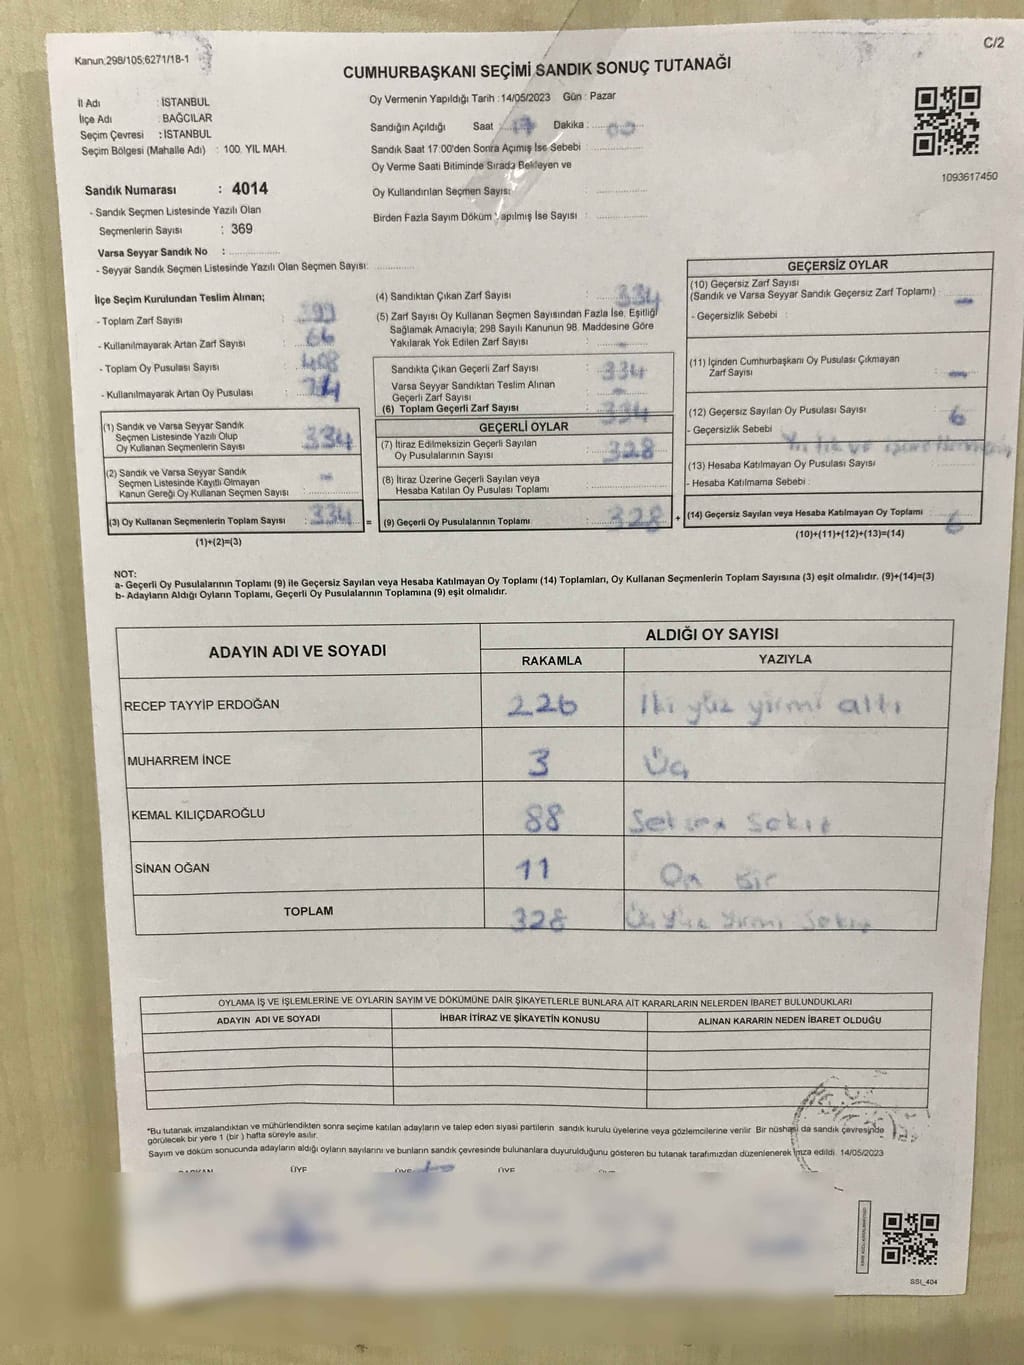 Kanun:298/105;6271/18-1
C/2
CUMHURBAŞKANI SEÇİMİ SANDIK SONUÇ TUTANAĞI
İl Adı : İSTANBUL
İlçe Adı : BAĞCILAR
Seçim Çevresi : İSTANBUL
Seçim Bölgesi (Mahalle Adı) : 100. YIL MAH.
Sandık Numarası : 4014
- Sandık Seçmen Listesinde Yazılı Olan
Seçmenlerin Sayısı : 369
Varsa Seyyar Sandık No : ..............
- Seyyar Sandık Seçmen Listesinde Yazılı Olan Seçmen Sayısı: ............
Oy Vermenin Yapıldığı Tarih : 14/05/2023 Gün : Pazar
Sandığın Açıldığı Saat : 17 Dakika : 00
Sandık Saat 17:00'den Sonra Açımış İse Sebebi : ..............
Oy Verme Saati Bitiminde Sırada Bekleyen ve
Oy Kullandırılan Seçmen Sayısı ..............
Birden Fazla Sayım Döküm Yapılmış İse Sayısı : ..............
1093617450
İlçe Seçim Kurulundan Teslim Alınan;
- Toplam Zarf Sayısı :
- Kullanılmayarak Artan Zarf Sayısı : 66
- Toplam Oy Pusulası Sayısı : 408
- Kullanılmayarak Artan Oy Pusulası : 74
(1) Sandık ve Varsa Seyyar Sandık
Seçmen Listesinde Yazılı Olup
Oy Kullanan Seçmenlerin Sayısı : 334
(2) Sandık ve Varsa Seyyar Sandık
Seçmen Listesinde Kayıtlı Olmayan
Kanun Gereği Oy Kullanan Seçmen Sayısı : –
(3) Oy Kullanan Seçmenlerin Toplam Sayısı : 334
(1)+(2)=(3)
=
(4) Sandıktan Çıkan Zarf Sayısı : 334
(5) Zarf Sayısı Oy Kullanan Seçmen Sayısından Fazla İse, Eşitliği
Sağlamak Amacıyla; 298 Sayılı Kanunun 98. Maddesine Göre
Yakılarak Yok Edilen Zarf Sayısı : –
Sandıkta Çıkan Geçerli Zarf Sayısı : 334
Varsa Seyyar Sandıktan Teslim Alınan
Geçerli Zarf Sayısı : –
(6) Toplam Geçerli Zarf Sayısı : 334
GEÇERLİ OYLAR
(7) İtiraz Edilmeksizin Geçerli Sayılan
Oy Pusulalarının Sayısı : 328
(8) İtiraz Üzerine Geçerli Sayılan veya
Hesaba Katılan Oy Pusulası Toplamı : ..............
(9) Geçerli Oy Pusulalarının Toplamı : 328
+
GEÇERSİZ OYLAR
(10) Geçersiz Zarf Sayısı
(Sandık ve Varsa Seyyar Sandık Geçersiz Zarf Toplamı) : –
- Geçersizlik Sebebi :
(11) İçinden Cumhurbaşkanı Oy Pusulası Çıkmayan
Zarf Sayısı : –
(12) Geçersiz Sayılan Oy Pusulası Sayısı : 6
- Geçersizlik Sebebi : Yırtık ve
(13) Hesaba Katılmayan Oy Pusulası Sayısı :
- Hesaba Katılmama Sebebi :
(14) Geçersiz Sayılan veya Hesaba Katılmayan Oy Toplamı : 6
(10)+(11)+(12)+(13)=(14)
NOT:
a- Geçerli Oy Pusulalarının Toplamı (9) ile Geçersiz Sayılan veya Hesaba Katılmayan Oy Toplamı (14) Toplamları, Oy Kullanan Seçmenlerin Toplam Sayısına (3) eşit olmalıdır. (9)+(14)=(3)
b- Adayların Aldığı Oyların Toplamı, Geçerli Oy Pusulalarının Toplamına (9) eşit olmalıdır.
ADAYIN ADI VE SOYADI
ALDIĞI OY SAYISI
RAKAMLA YAZIYLA
RECEP TAYYİP ERDOĞAN 226 İki yüz yirmi altı
MUHARREM İNCE 3 Üç
KEMAL KILIÇDAROĞLU 88 Seksen Sekiz
SİNAN OĞAN 11 On Bir
TOPLAM 328 Üç Yüz Yirmi Sekiz
OYLAMA İŞ VE İŞLEMLERİNE VE OYLARIN SAYIM VE DÖKÜMÜNE DAİR ŞİKAYETLERLE BUNLARA AİT KARARLARIN NELERDEN İBARET BULUNDUKLARI
ADAYIN ADI VE SOYADI İHBAR İTİRAZ VE ŞİKAYETİN KONUSU ALINAN KARARIN NEDEN İBARET OLDUĞU
*Bu tutanak imzalandıktan ve mühürlendikten sonra seçime katılan adayların ve talep eden siyasi partilerin sandık kurulu üyelerine veya gözlemcilerine verilir. Bir nüshası da sandık çevresinde
görülecek bir yere 1 (bir ) hafta süreyle asılır.
Sayım ve döküm sonucunda adayların aldığı oyların sayılarını ve bunların sandık çevresinde bulunanlara duyurulduğunu gösteren bu tutanak tarafımızdan düzenlenerek imza edildi. 14/05/2023
BAŞKAN ÜYE ÜYE ÜYE
SSI_404